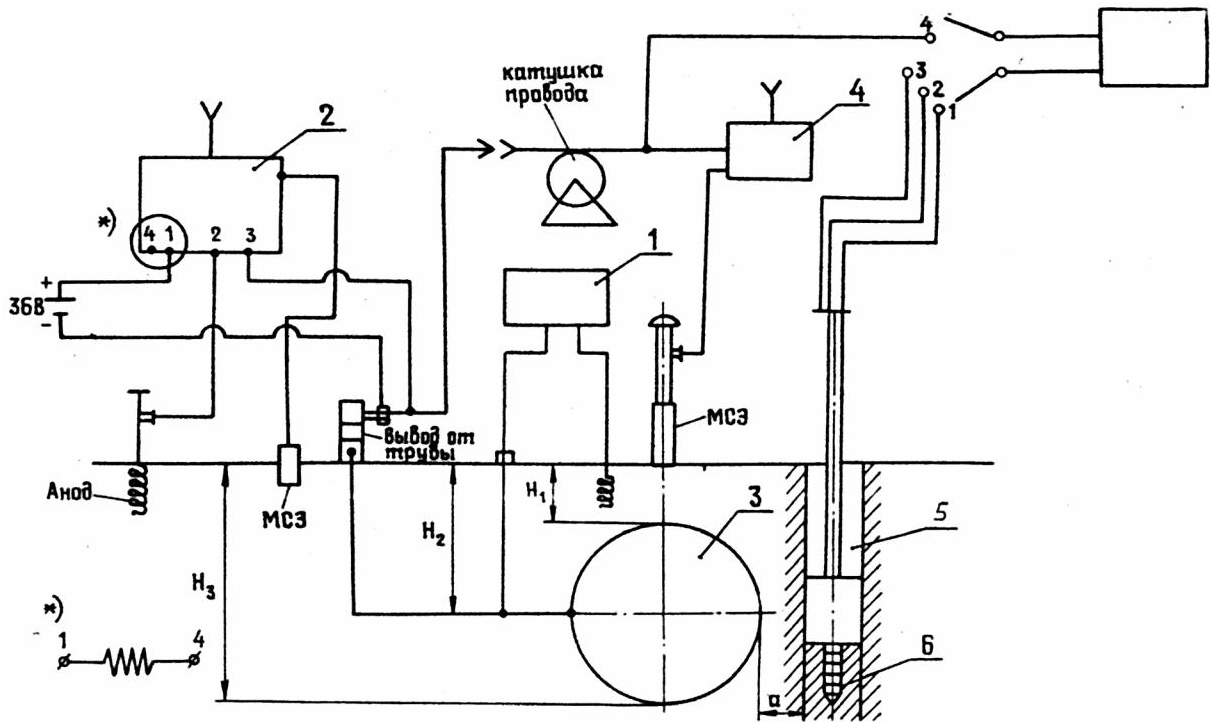 4
3
2
1
катушка
провода
4
2
*)
4 1 2 3
1
+
36В
-
МСЭ
вывод от
трубы
Анод
МСЭ
H1
3
5
H2
H3
*)
1 4
6
a